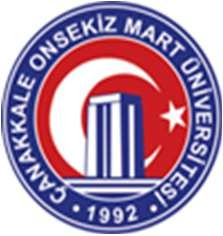 ÇANAKKALE ONSEKİZ MART ÜNİVERSİTESİ
• 1992 •